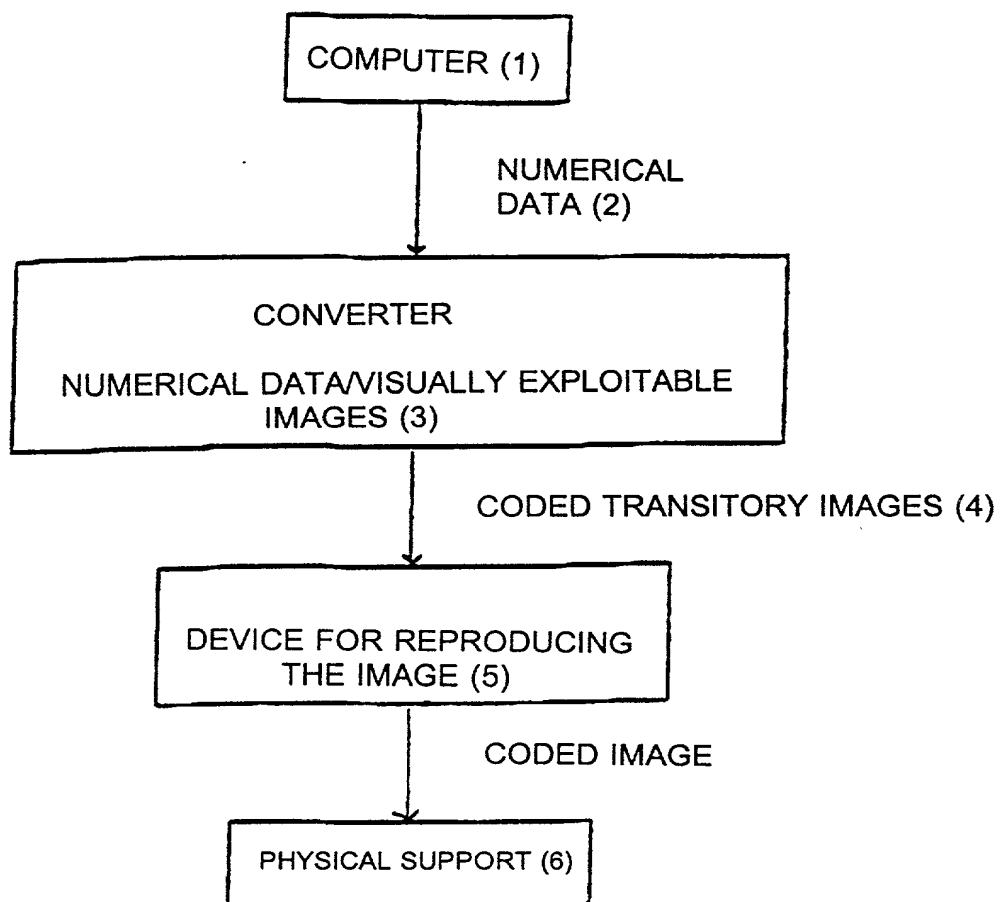 COMPUTER (1)
NUMERICAL
DATA (2)
CONVERTER
NUMERICAL DATA/VISUALLY EXPLOITABLE
IMAGES (3)
CODED TRANSITORY IMAGES (4)
DEVICE FOR REPRODUCING
THE IMAGE (5)
CODED IMAGE
PHYSICAL SUPPORT (6)